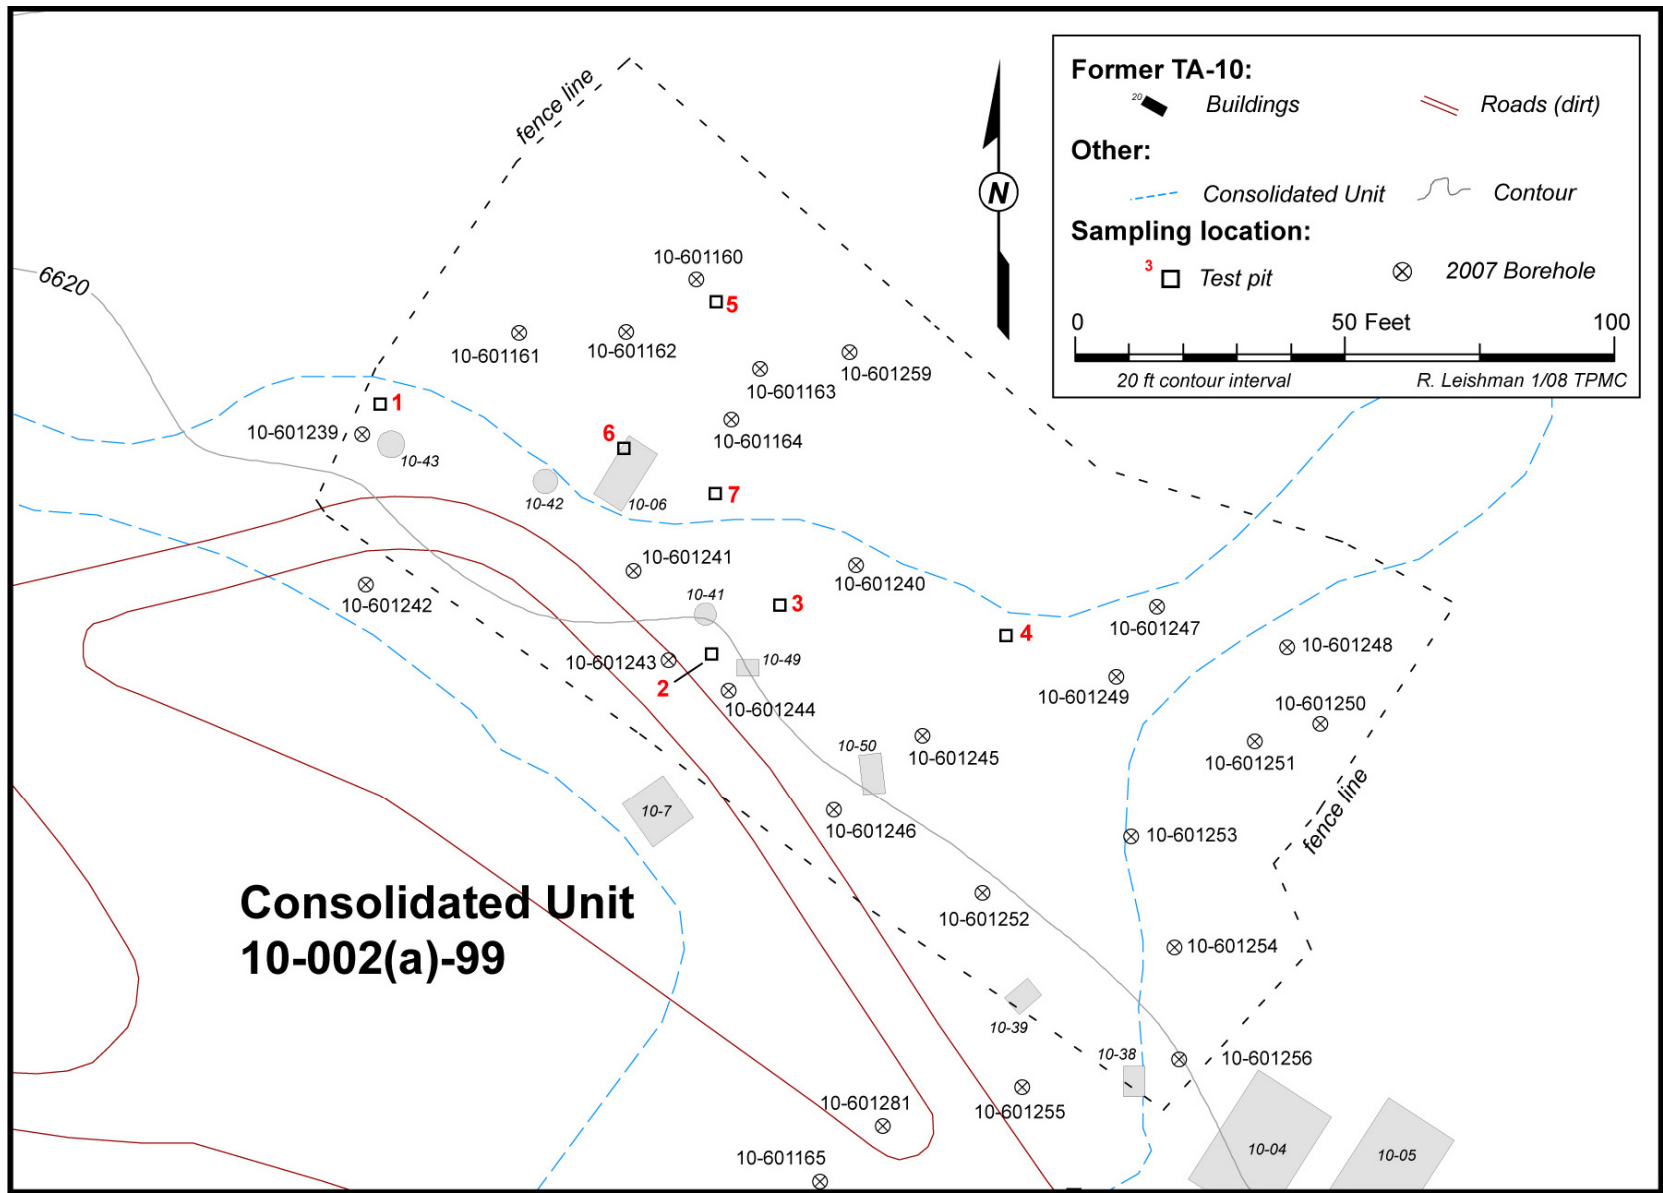 Former TA-10:
20
Buildings
Roads (dirt)
Other:
Consolidated Unit
Contour
Sampling location:
3
Test pit
2007 Borehole
0
50 Feet
100
20 ft contour interval
R. Leishman 1/08 TPMC
N
fence line
6620
10-601160
5
10-601161
10-601162
10-601259
10-601163
1
10-601239
10-43
6
10-601164
10-42
10-06
7
10-601241
10-601240
10-601242
10-41
3
10-601247
4
10-601248
10-601243
10-49
2
10-601249
10-601244
10-601250
10-50
10-601245
10-601251
10-7
10-601246
10-601253
fence line
Consolidated Unit
10-002(a)-99
10-601252
10-601254
10-39
10-38
10-601256
10-601281
10-601255
10-601165
10-04
10-05